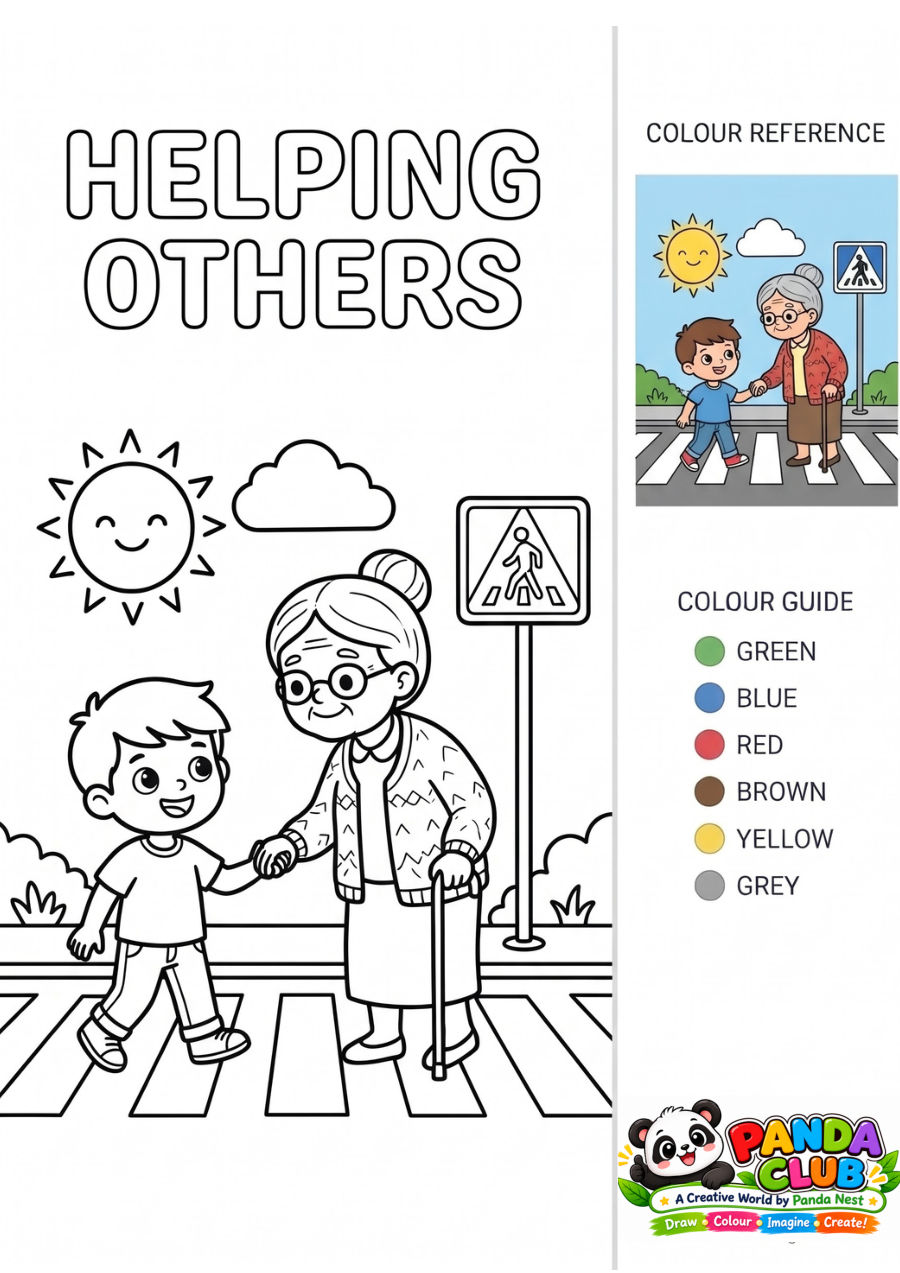 HELPING
OTHERS
COLOUR REFERENCE
COLOUR GUIDE
GREEN
BLUE
RED
BROWN
YELLOW
GREY
PANDA
CLUB
A Creative World by Panda Nest
Draw • Colour • Imagine • Create!